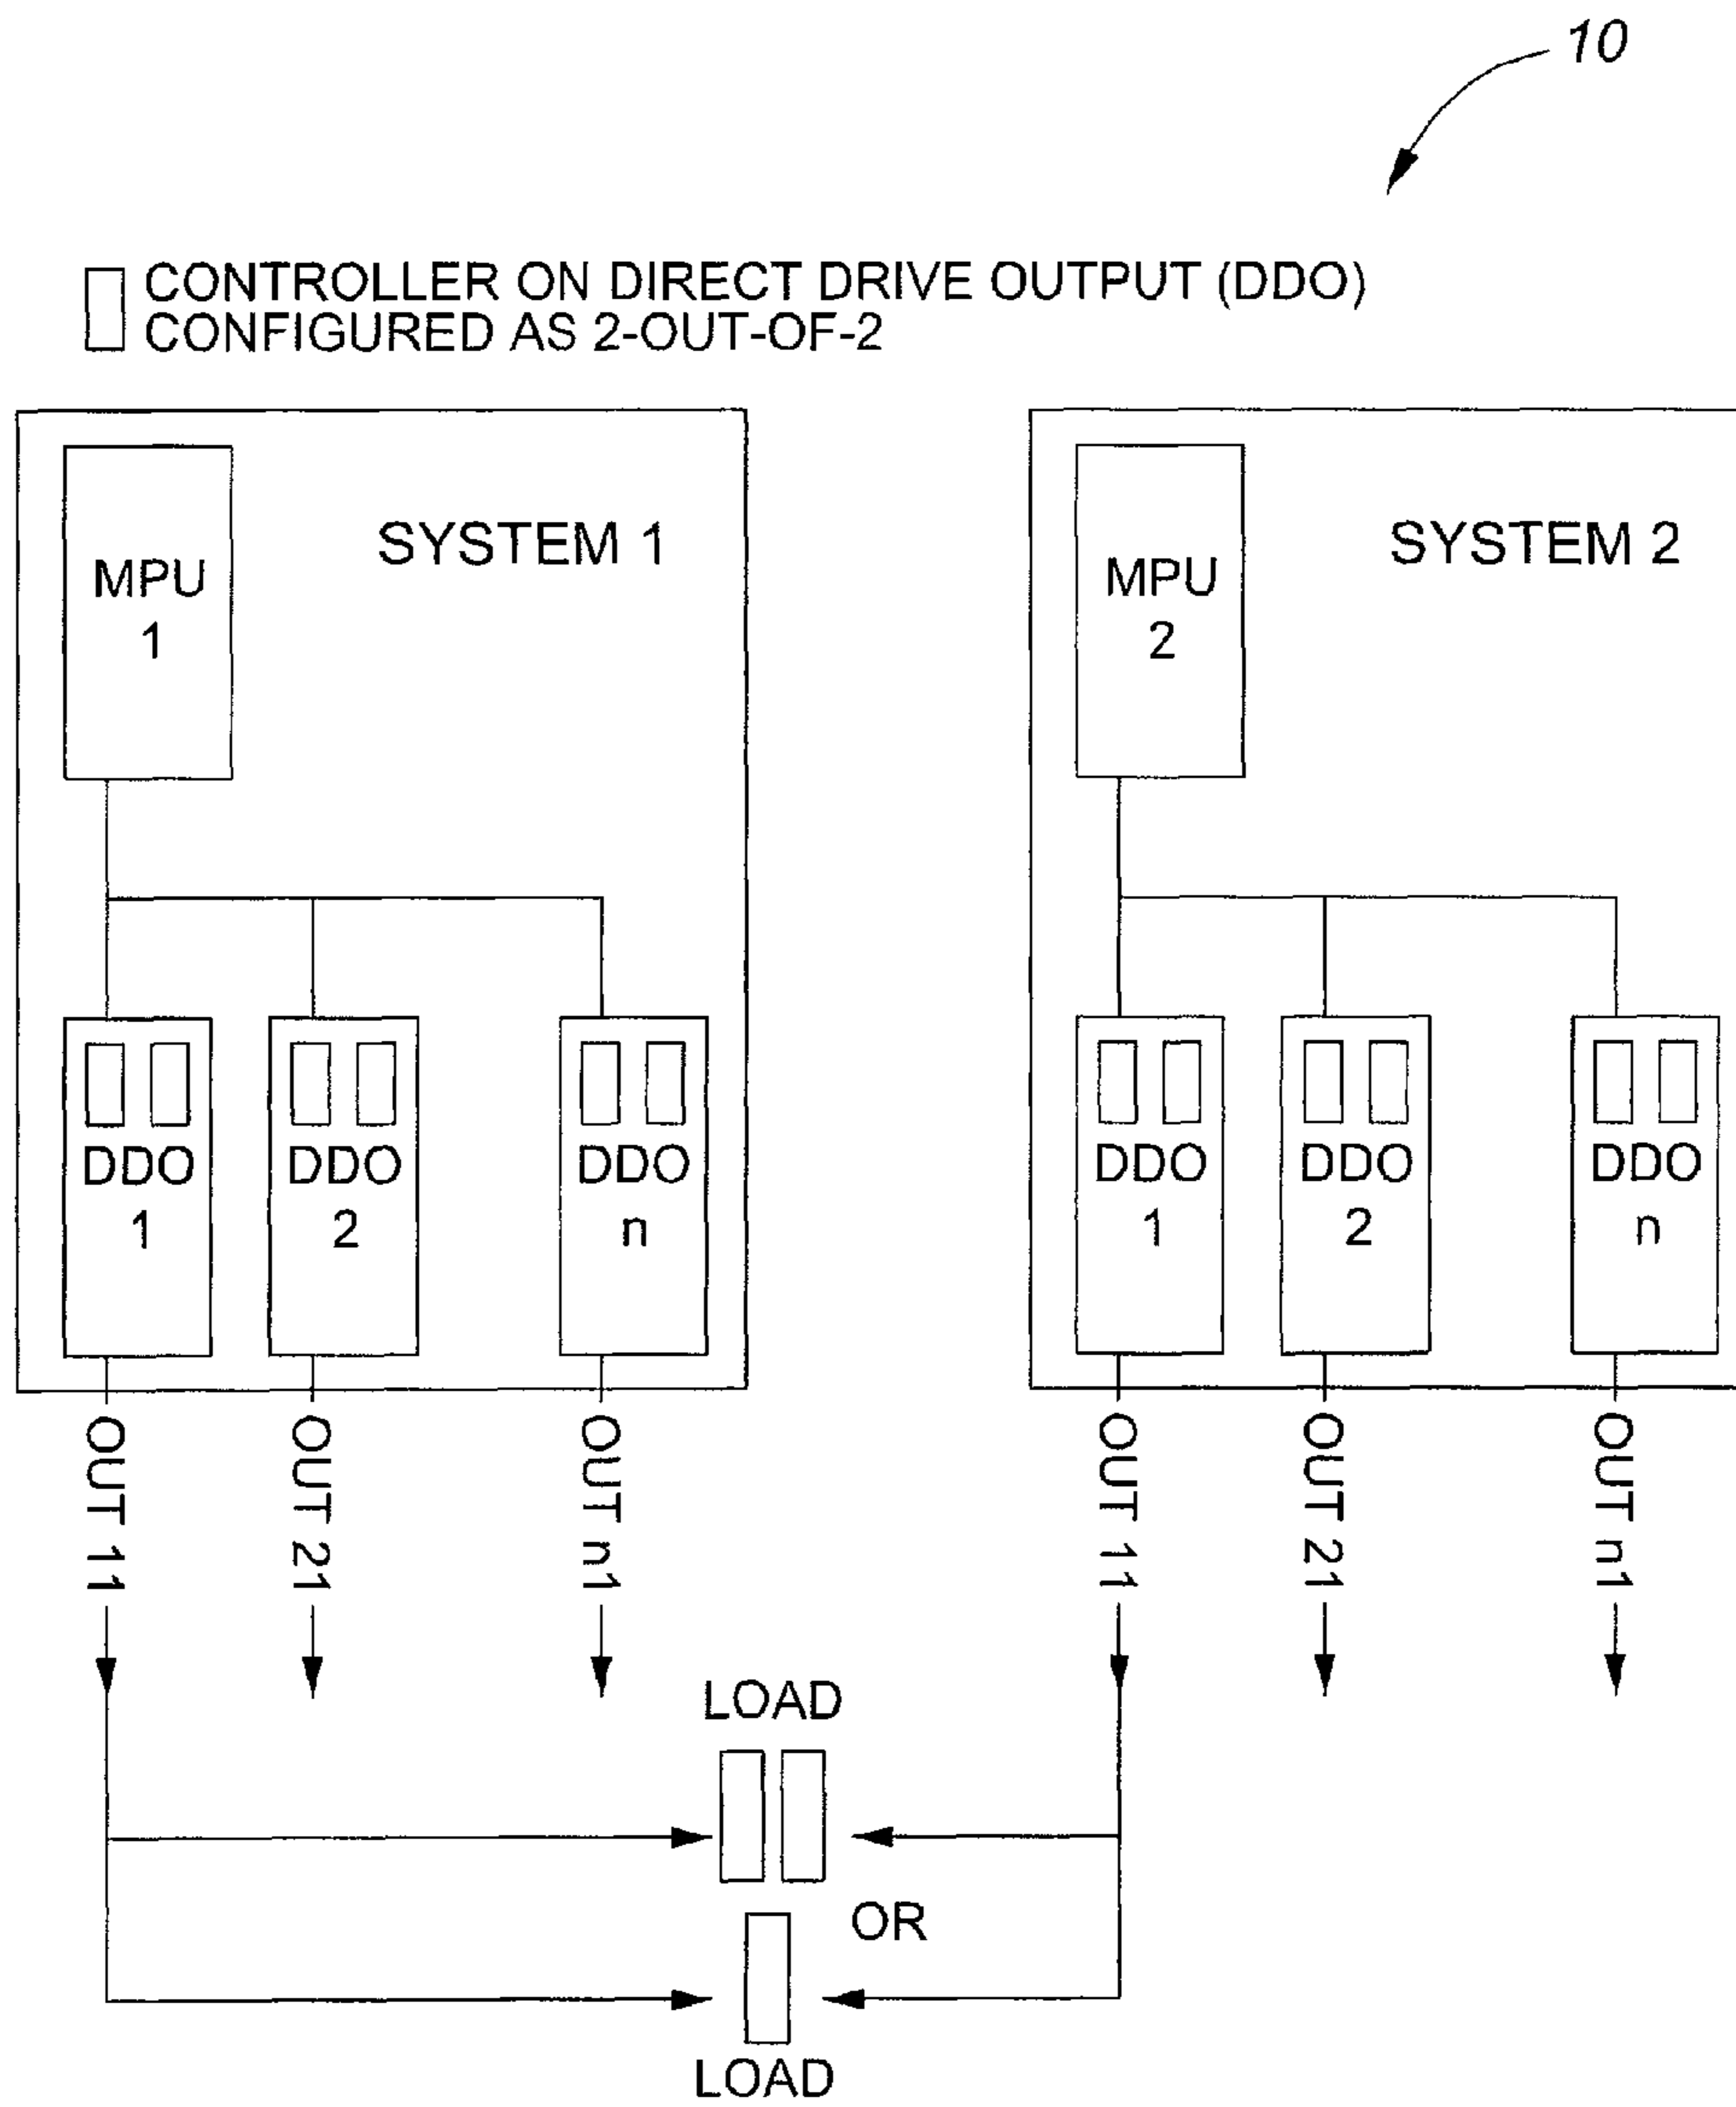 10
CONTROLLER ON DIRECT DRIVE OUTPUT (DDO)
CONFIGURED AS 2-OUT-OF-2
SYSTEM 1
MPU
1
DDO
1
DDO
2
DDO
n
OUT 11
OUT 21
OUT n1
SYSTEM 2
MPU
2
DDO
1
DDO
2
DDO
n
OUT 11
OUT 21
OUT n1
LOAD
OR
LOAD